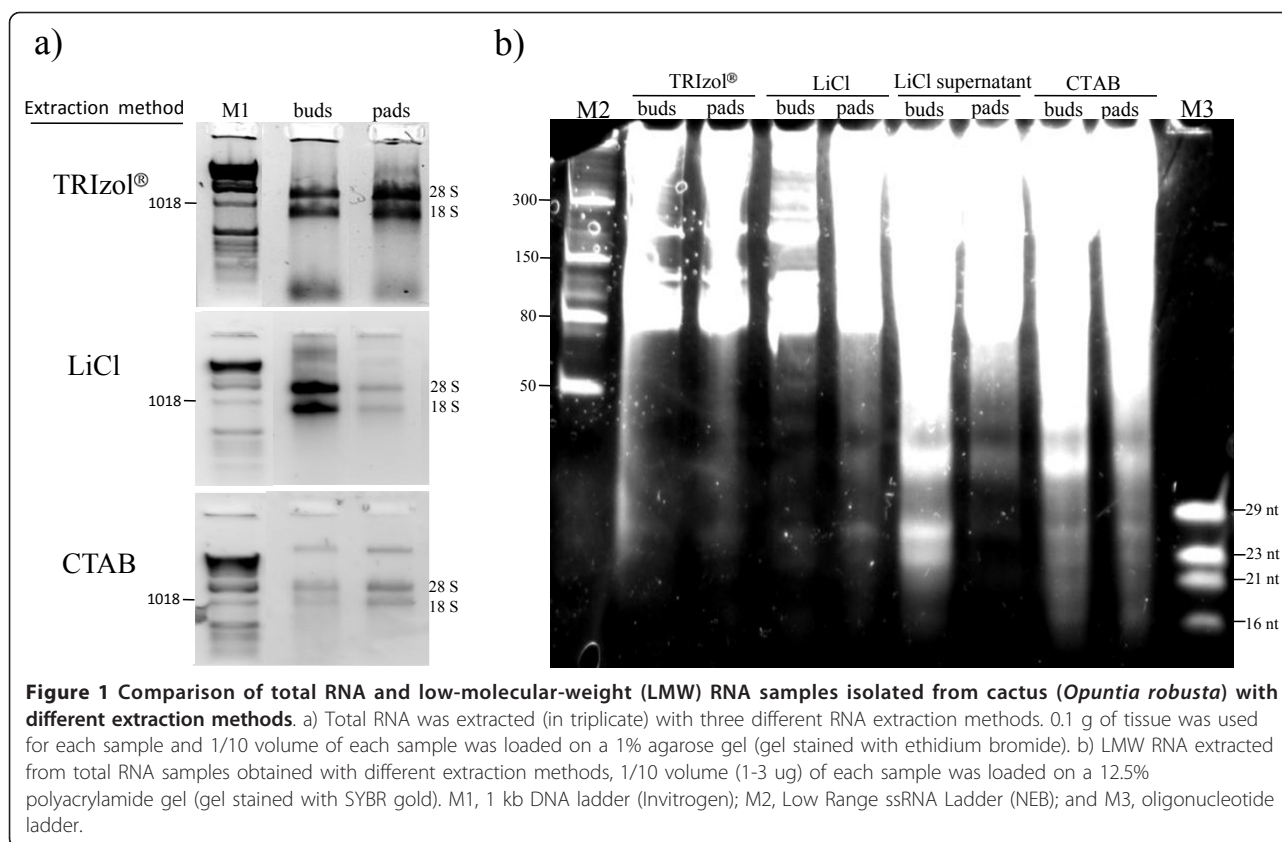 a)
b)
TRIzol® LiCl LiCl supernatant CTAB
Extraction method M1 buds pads
M2 buds pads buds pads buds pads buds pads M3
TRIzol®
1018
28 S
18 S
LiCl
1018
28 S
18 S
CTAB
1018
28 S
18 S
300
150
80
50
29 nt
23 nt
21 nt
16 nt
Figure 1 Comparison of total RNA and low-molecular-weight (LMW) RNA samples isolated from cactus (Opuntia robusta) with
different extraction methods. a) Total RNA was extracted (in triplicate) with three different RNA extraction methods. 0.1 g of tissue was used
for each sample and 1/10 volume of each sample was loaded on a 1% agarose gel (gel stained with ethidium bromide). b) LMW RNA extracted
from total RNA samples obtained with different extraction methods, 1/10 volume (1-3 ug) of each sample was loaded on a 12.5%
polyacrylamide gel (gel stained with SYBR gold). M1, 1 kb DNA ladder (Invitrogen); M2, Low Range ssRNA Ladder (NEB); and M3, oligonucleotide
ladder.